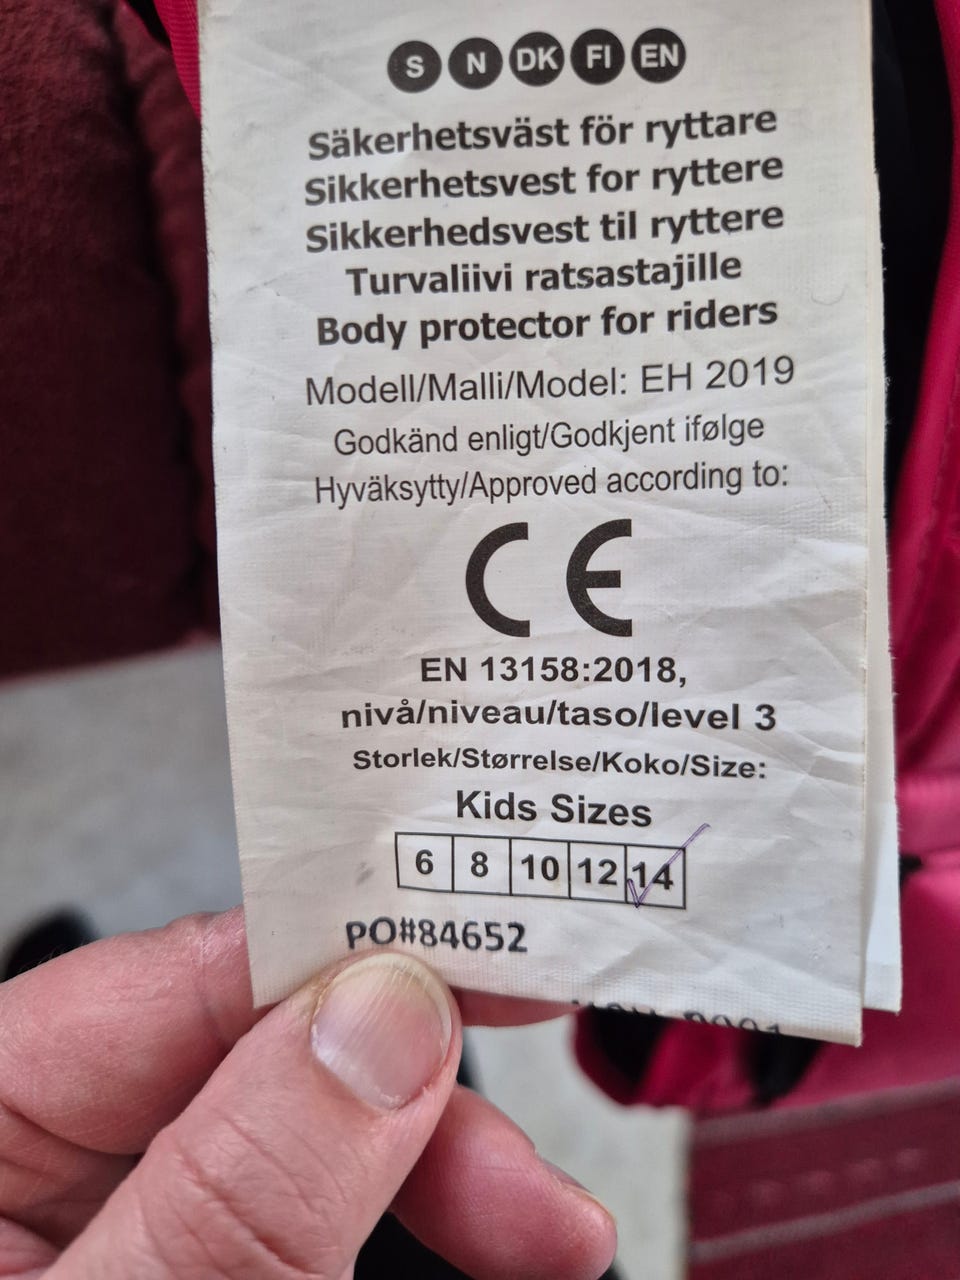 S N DK FI EN
Säkerhetsväst för ryttare
Sikkerhetsvest for ryttere
Sikkerhedsvest til ryttere
Turvaliivi ratsastajille
Body protector for riders
Modell/Malli/Model: EH 2019
Godkänd enligt/Godkjent ifølge
Hyväksytty/Approved according to:
CE
EN 13158:2018,
nivå/niveau/taso/level 3
Storlek/Størrelse/Koko/Size:
Kids Sizes
6 8 10 12 14
PO#84652